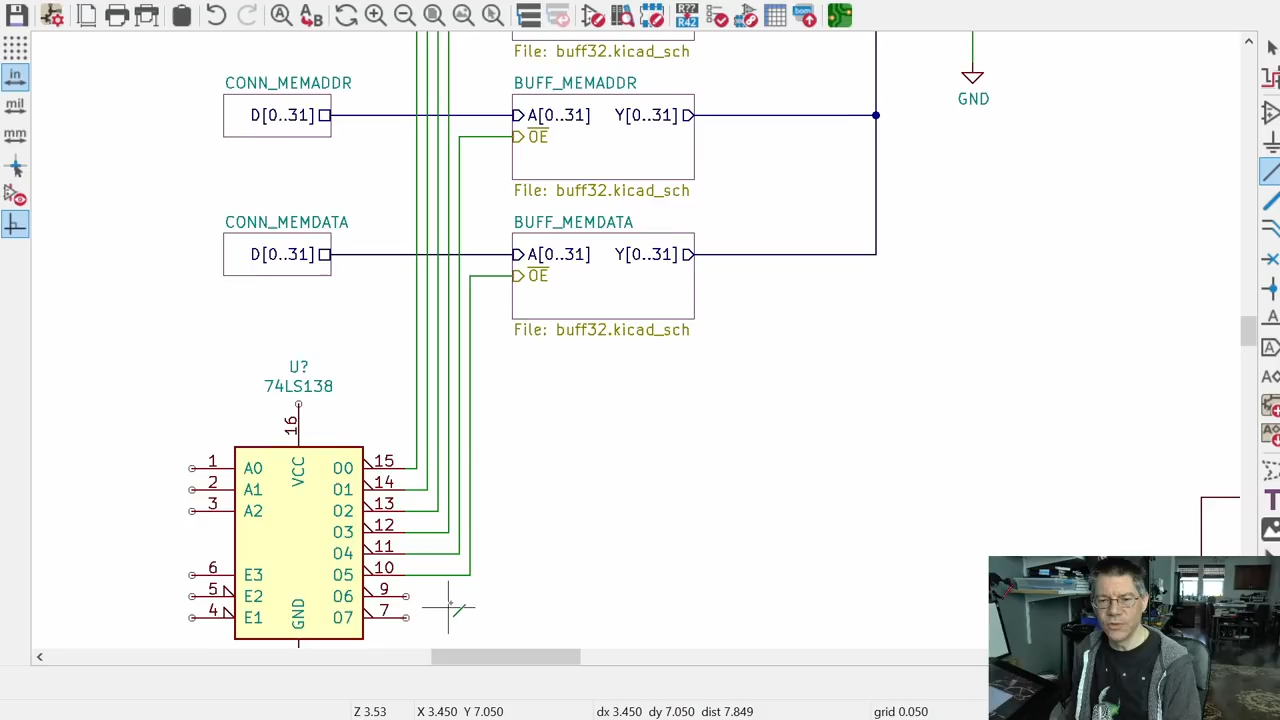 File: buff32.kicad_sch
CONN_MEMADDR
BUFF_MEMADDR
D[0..31]
A[0..31]
Y[0..31]
OE
GND
File: buff32.kicad_sch
CONN_MEMDATA
BUFF_MEMDATA
D[0..31]
A[0..31]
Y[0..31]
OE
File: buff32.kicad_sch
U?
74LS138
16
VCC
1 A0 O0 15
2 A1 O1 14
3 A2 O2 13
O3 12
O4 11
6 E3 O5 10
5 E2 O6 9
4 E1 O7 7
GND
in
mil
mm
A
B
R??
R42
bom
A
A
T
Z 3.53
X 3.450 Y 7.050
dx 3.450 dy 7.050 dist 7.849
grid 0.050